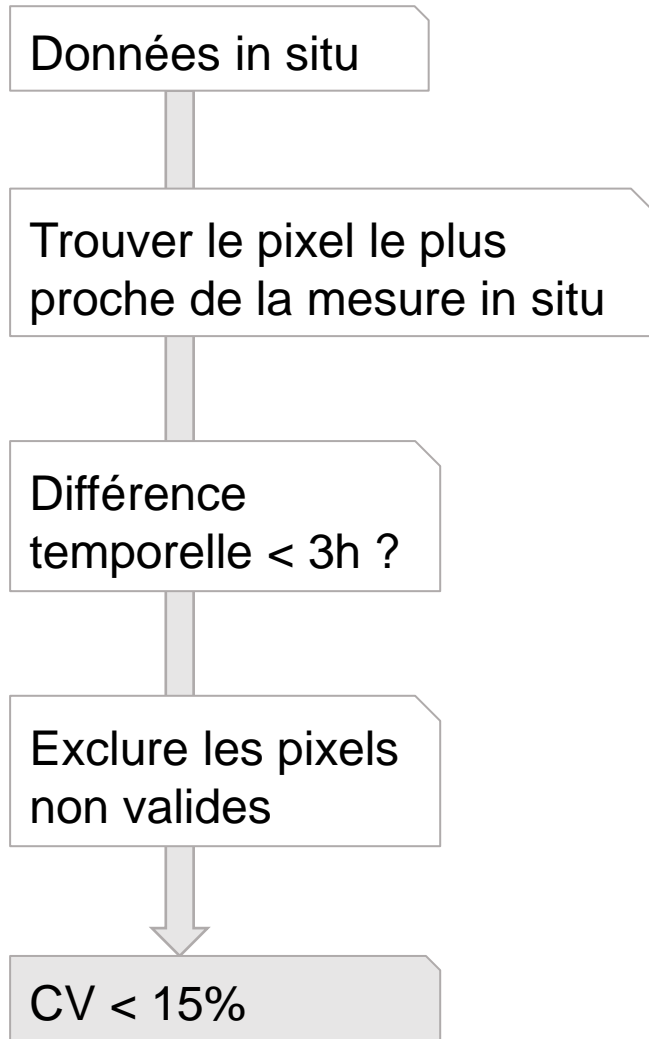 Données in situ
Trouver le pixel le plus
proche de la mesure in situ
Différence
temporelle < 3h ?
Exclure les pixels
non valides
CV < 15%